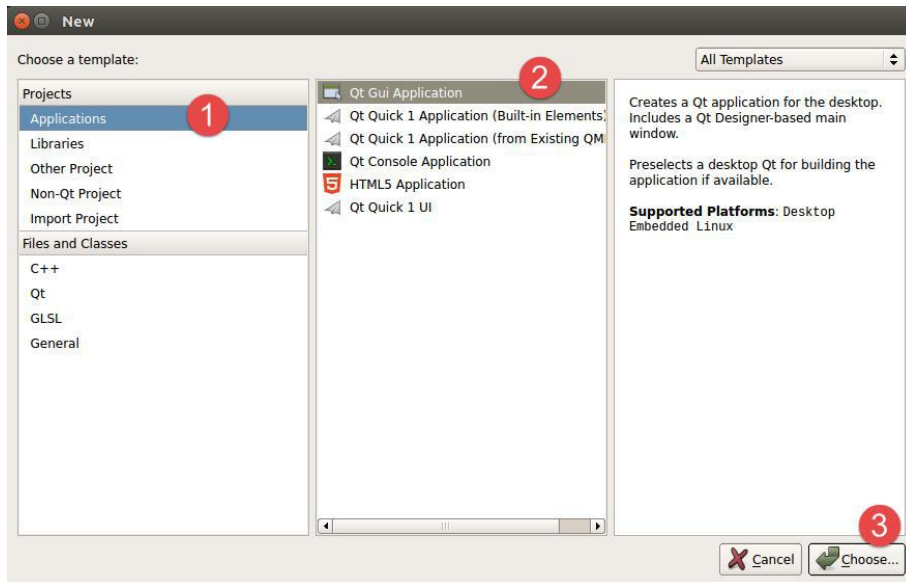 New
Choose a template:
All Templates
Projects
Applications
1
Libraries
Other Project
Non-Qt Project
Import Project
Files and Classes
C++
Qt
GLSL
General
2
Qt Gui Application
Qt Quick 1 Application (Built-in Elements)
Qt Quick 1 Application (from Existing QM
Qt Console Application
5 HTML5 Application
Qt Quick 1 UI
Creates a Qt application for the desktop.
Includes a Qt Designer-based main
window.
Preselects a desktop Qt for building the
application if available.
Supported Platforms: Desktop
Embedded Linux
3
Cancel
Choose...